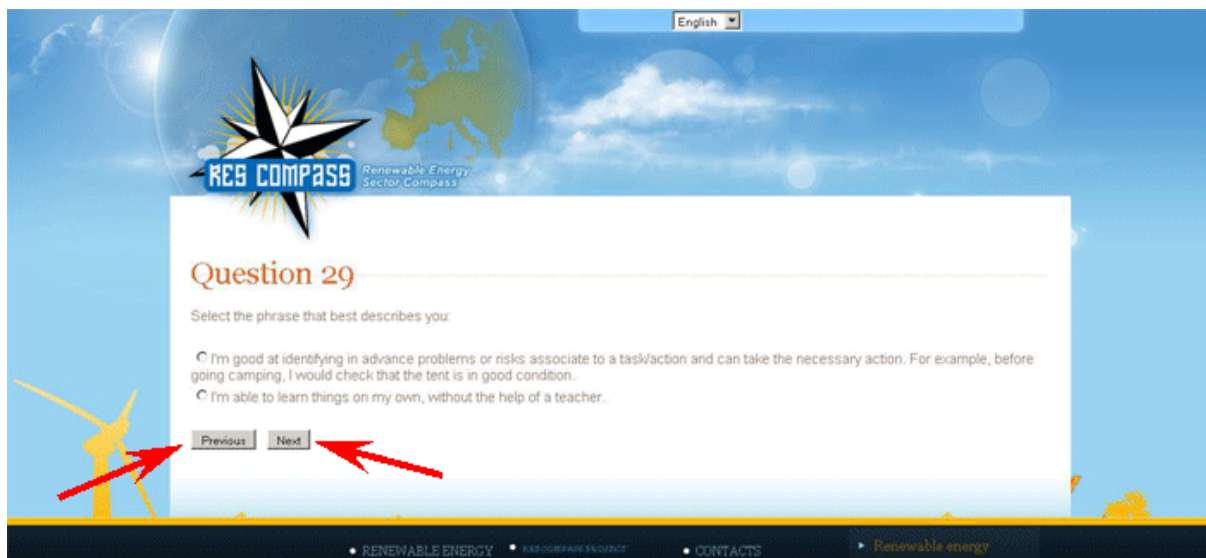 English
RES COMPASS
Renewable Energy
Sector Compass
Question 29
Select the phrase that best describes you:
I'm good at identifying in advance problems or risks associate to a task/action and can take the necessary action. For example, before
going camping, I would check that the tent is in good condition.
I'm able to learn things on my own, without the help of a teacher.
Previous Next
• RENEWABLE ENERGY • RES COMPASS PROJECT • CONTACTS Renewable energy